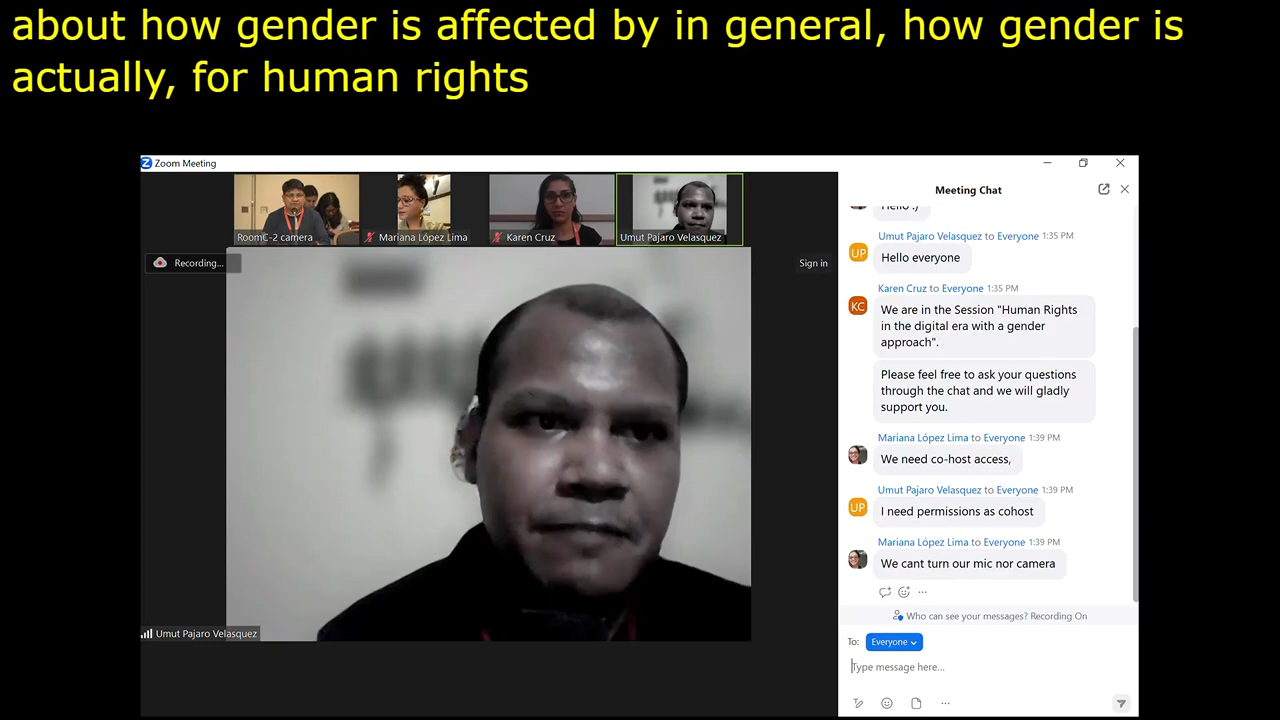 about how gender is affected by in general, how gender is
actually, for human rights
Zoom Meeting
RoomE-2 camera
Mariana López Lima
Karen Cruz
Umut Pajaro Velasquez
Recording...
Sign in
Umut Pajaro Velasquez
Meeting Chat
Hello :)
Umut Pajaro Velasquez to Everyone 1:35 PM
UP
Hello everyone
Karen Cruz to Everyone 1:35 PM
KC
We are in the Session "Human Rights
in the digital era with a gender
approach".
Please feel free to ask your questions
through the chat and we will gladly
support you.
Mariana López Lima to Everyone 1:39 PM
We need co-host access,
Umut Pajaro Velasquez to Everyone 1:39 PM
UP
I need permissions as cohost
Mariana López Lima to Everyone 1:39 PM
We cant turn our mic nor camera
Who can see your messages? Recording On
To: Everyone
Type message here...